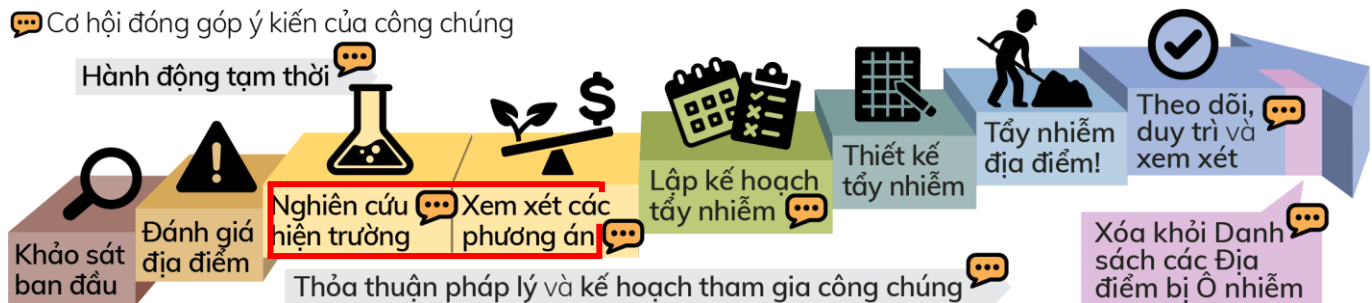 Cơ hội đóng góp ý kiến của công chúng
Hành động tạm thời
Khảo sát
ban đầu
Đánh giá
địa điểm
Nghiên cứu
hiện trường
Xem xét các
phương án
Lập kế hoạch
tẩy nhiễm
Thiết kế
tẩy nhiễm
Tẩy nhiễm
địa điểm!
Theo dõi,
duy trì và
xem xét
Xóa khỏi Danh
sách các Địa
điểm bị Ô nhiễm
Thỏa thuận pháp lý và kế hoạch tham gia công chúng